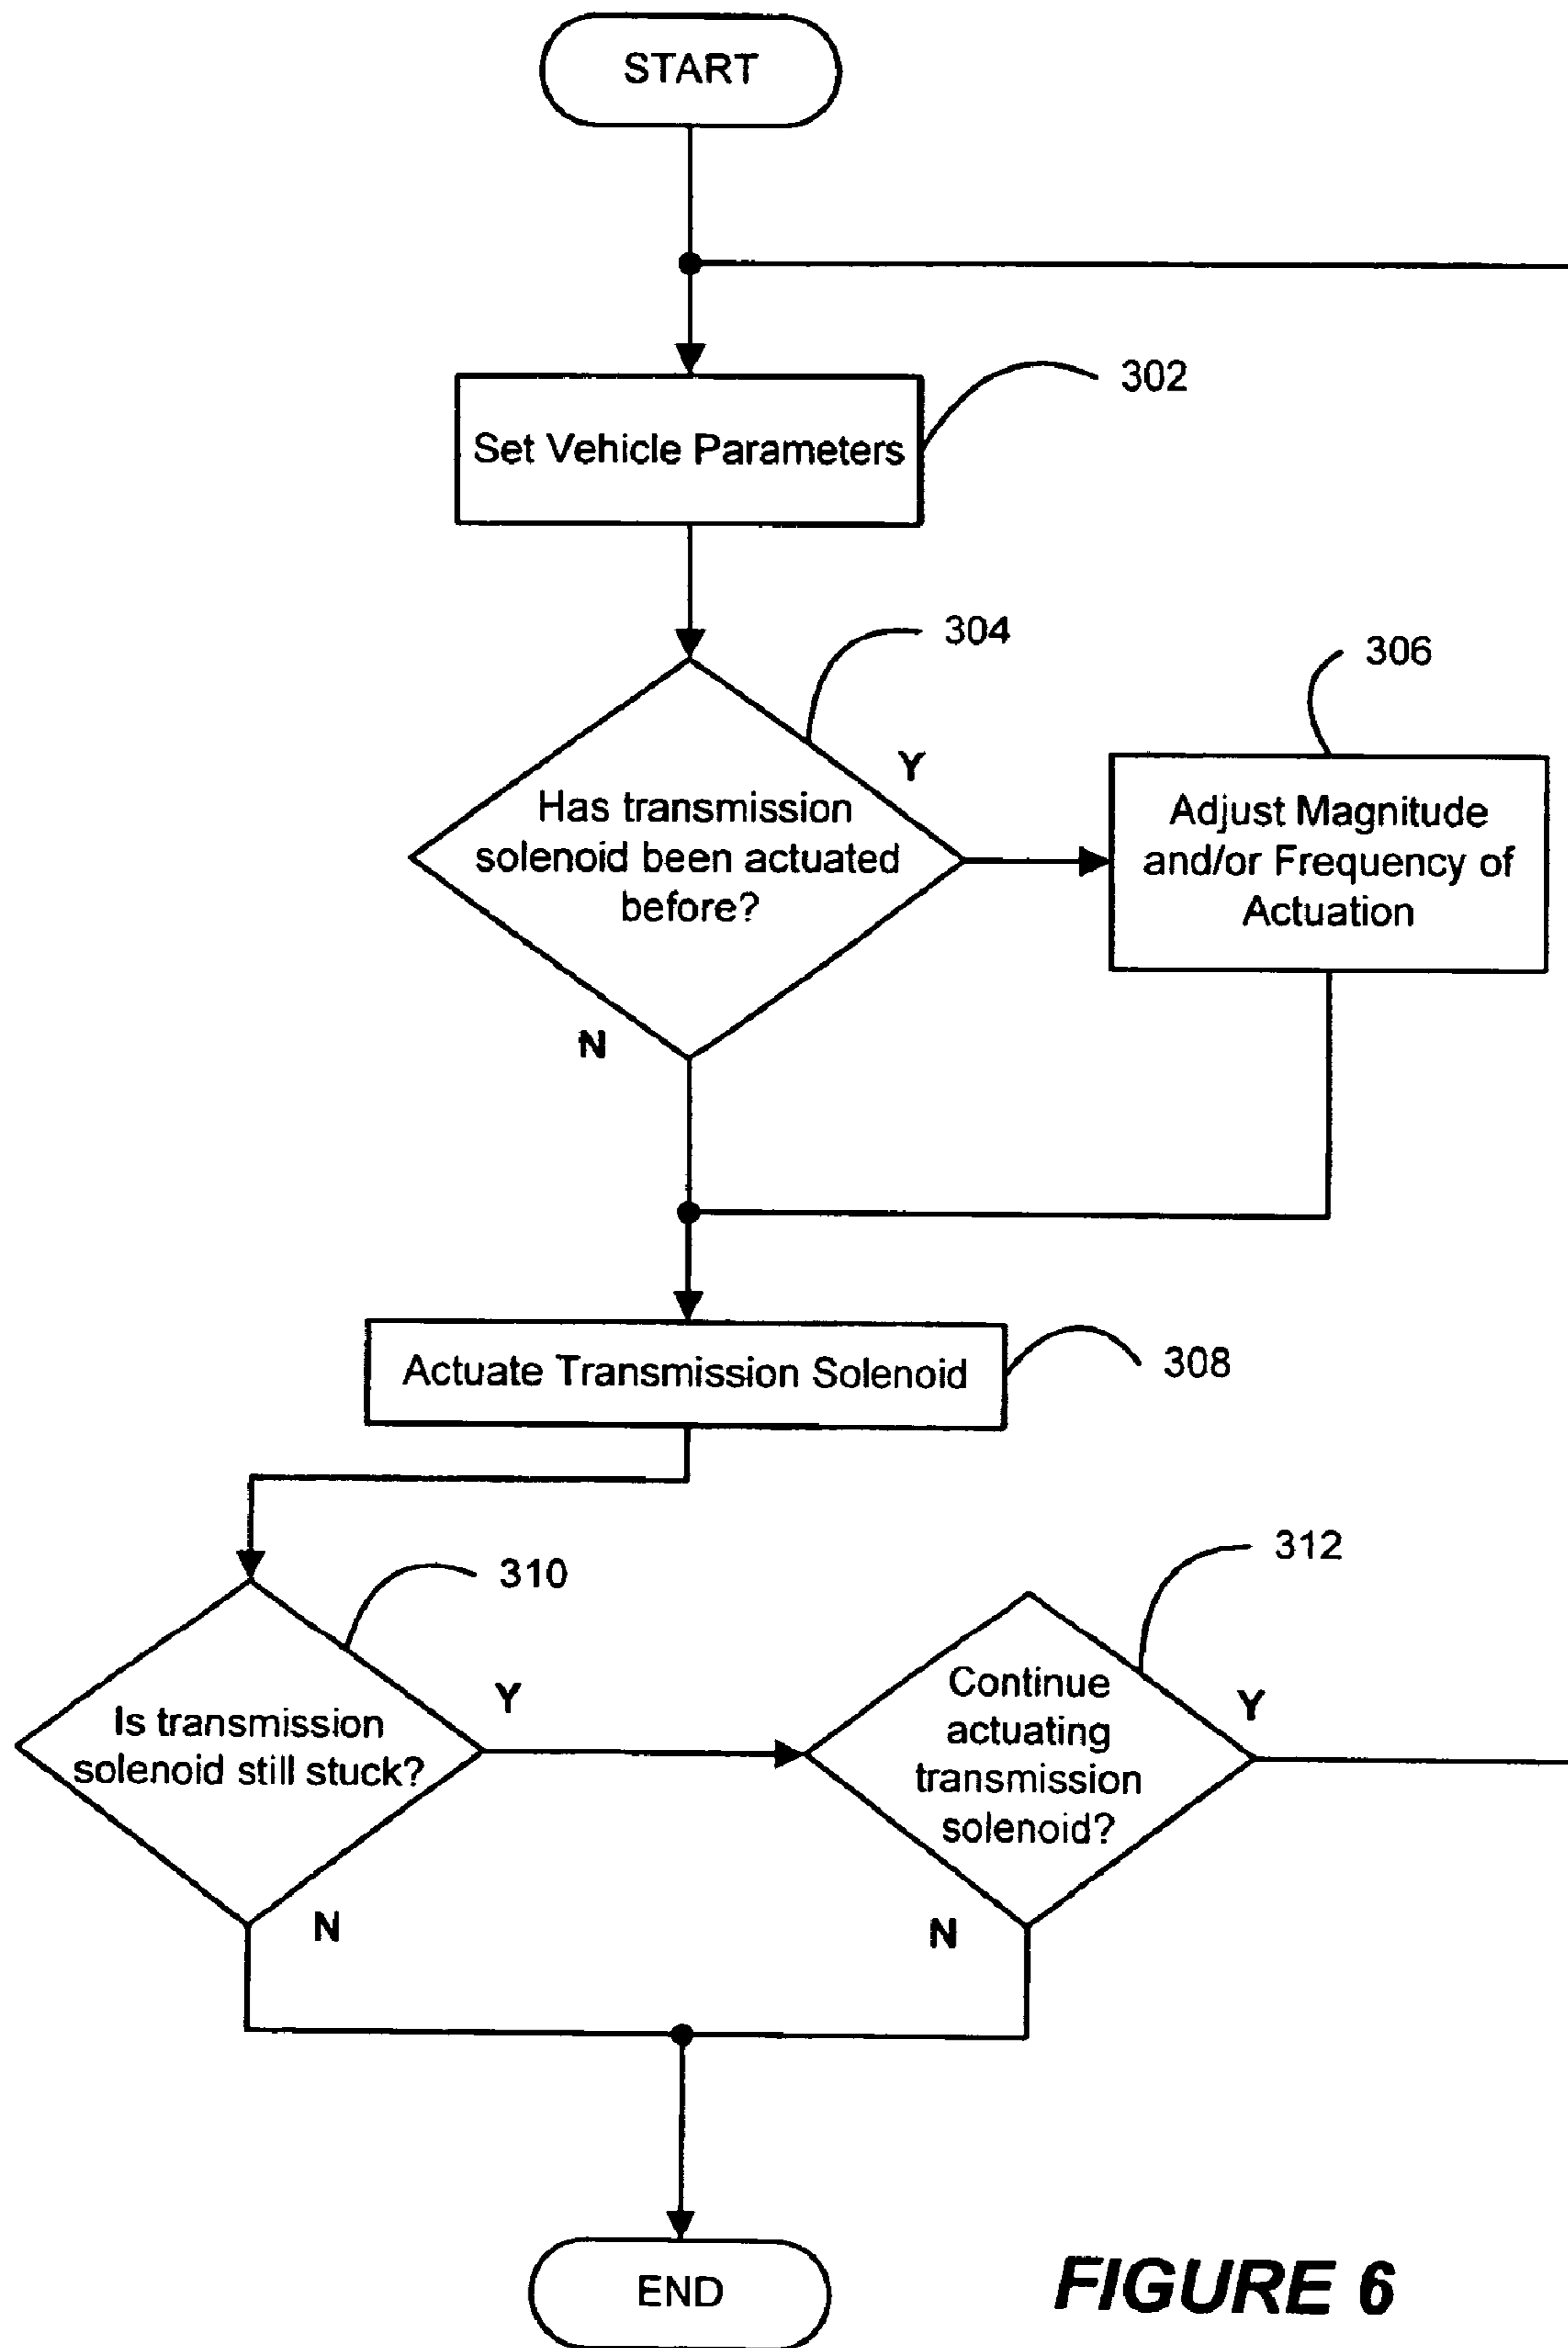 START
302
Set Vehicle Parameters
304
306
Y
Has transmission
solenoid been actuated
before?
Adjust Magnitude
and/or Frequency of
Actuation
N
308
Actuate Transmission Solenoid
310
312
Y
Is transmission
solenoid still stuck?
Continue
actuating
transmission
solenoid?
Y
N
N
END
FIGURE 6